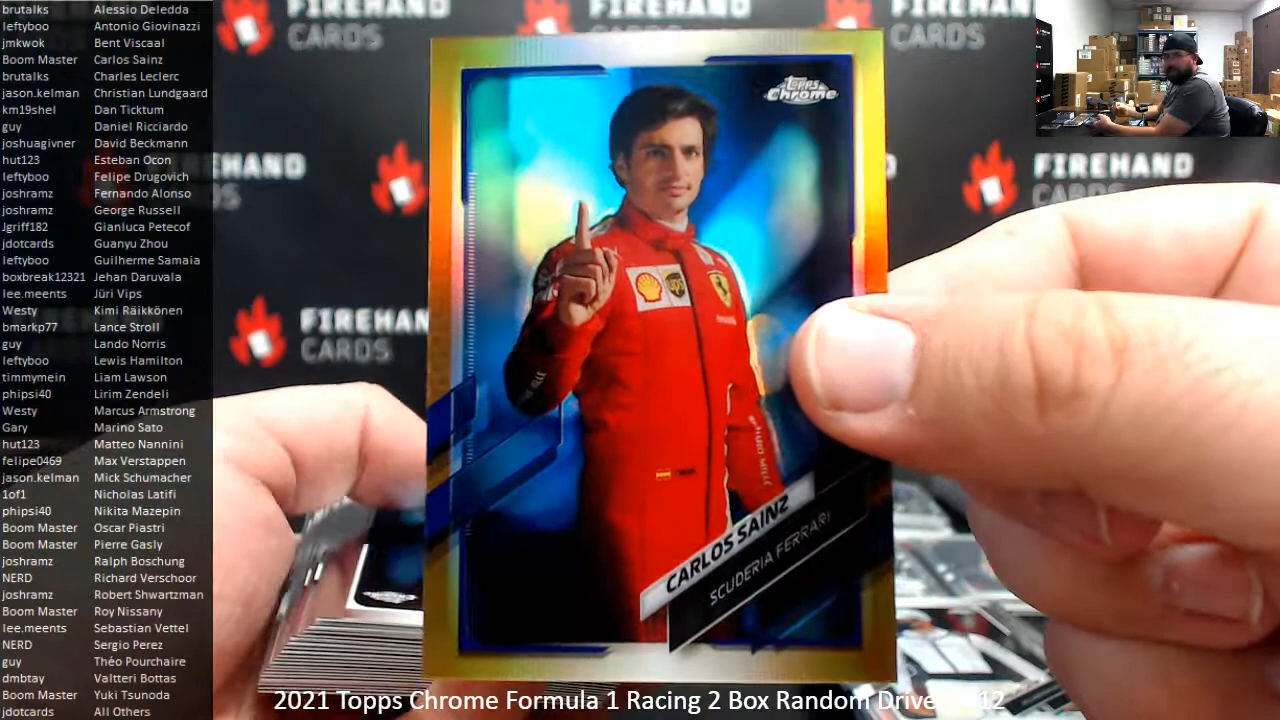 brutalks Alessio Deledda
leftyboo Antonio Giovinazzi
jmkwok Bent Viscaal
Boom Master Carlos Sainz
brutalks Charles Leclerc
jason.kelman Christian Lundgaard
km19shel Dan Ticktum
guy Daniel Ricciardo
joshuagivner David Beckmann
hut123 Esteban Ocon
leftyboo Felipe Drugovich
joshramz Fernando Alonso
joshramz George Russell
Jgriff182 Gianluca Petecof
jdotcards Guanyu Zhou
leftyboo Guilherme Samaia
boxbreak12321 Jehan Daruvala
lee.meents Jüri Vips
Westy Kimi Räikkönen
bmarkp77 Lance Stroll
guy Lando Norris
leftyboo Lewis Hamilton
timmymein Liam Lawson
phipsi40 Lirim Zendeli
Westy Marcus Armstrong
Gary Marino Sato
hut123 Matteo Nannini
felipe0469 Max Verstappen
jason.kelman Mick Schumacher
1of1 Nicholas Latifi
phipsi40 Nikita Mazepin
Boom Master Oscar Piastri
Boom Master Pierre Gasly
joshramz Ralph Boschung
NERD Richard Verschoor
joshramz Robert Shwartzman
Boom Master Roy Nissany
lee.meents Sebastian Vettel
NERD Sergio Perez
guy Théo Pourchaire
dmbtay Valtteri Bottas
Boom Master Yuki Tsunoda
jdotcards All Others
FIREHAND
CARDS
FIREHAND
CARDS
FIREHAN
CARDS
FIREHAND
CARDS
Topps
Chrome
ups
CARLOS SAINZ
SCUDERIA FERRARI
2021 Topps Chrome Formula 1 Racing 2 Box Random Drive 12